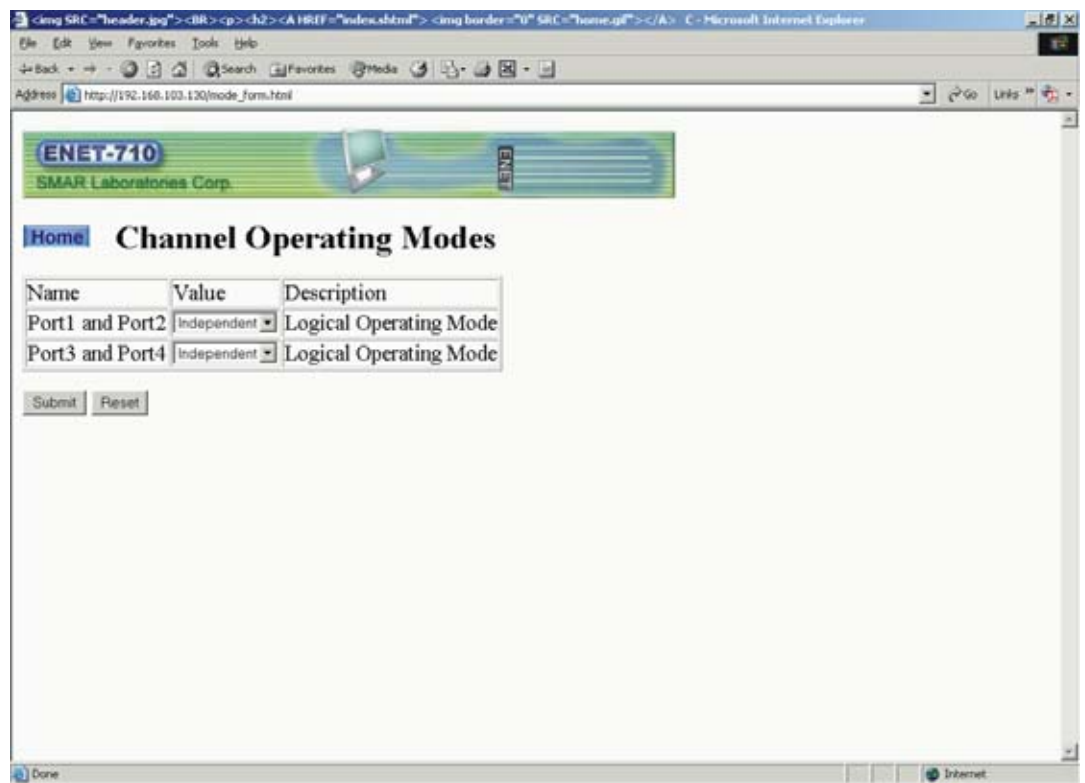 <img SRC="header.jpg"><BR><p><h2><A HREF="index.shtml"> <img border="0" SRC="home.gif"></A> C - Microsoft Internet Explorer
File Edit View Favorites Tools Help
Back Search Favorites Media
Address http://192.168.103.130/mode_form.html Go Links »
ENET-710
SMAR Laboratories Corp.
Home Channel Operating Modes
Name Value Description
Port1 and Port2 Independent Logical Operating Mode
Port3 and Port4 Independent Logical Operating Mode
Submit Reset
Done Internet